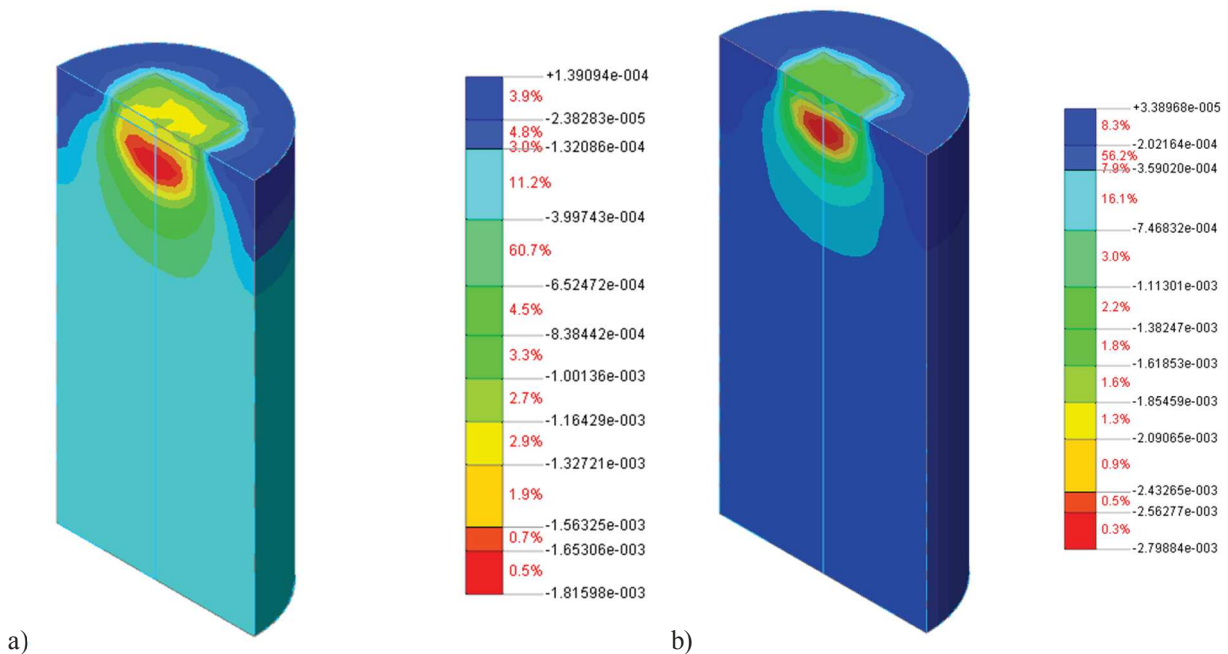 +1.39094e-004
3.9%
-2.38283e-005
4.8%
3.0%
-1.32086e-004
11.2%
-3.99743e-004
60.7%
-6.52472e-004
4.5%
-8.38442e-004
3.3%
-1.00136e-003
2.7%
-1.16429e-003
2.9%
-1.32721e-003
1.9%
-1.56325e-003
0.7%
-1.65306e-003
0.5%
-1.81598e-003
a)
+3.38968e-005
8.3%
-2.02164e-004
56.2%
7.9%
-3.59020e-004
16.1%
-7.46832e-004
3.0%
-1.11301e-003
2.2%
-1.38247e-003
1.8%
-1.61853e-003
1.6%
-1.85459e-003
1.3%
-2.09065e-003
0.9%
-2.43265e-003
0.5%
-2.56277e-003
0.3%
-2.79884e-003
b)